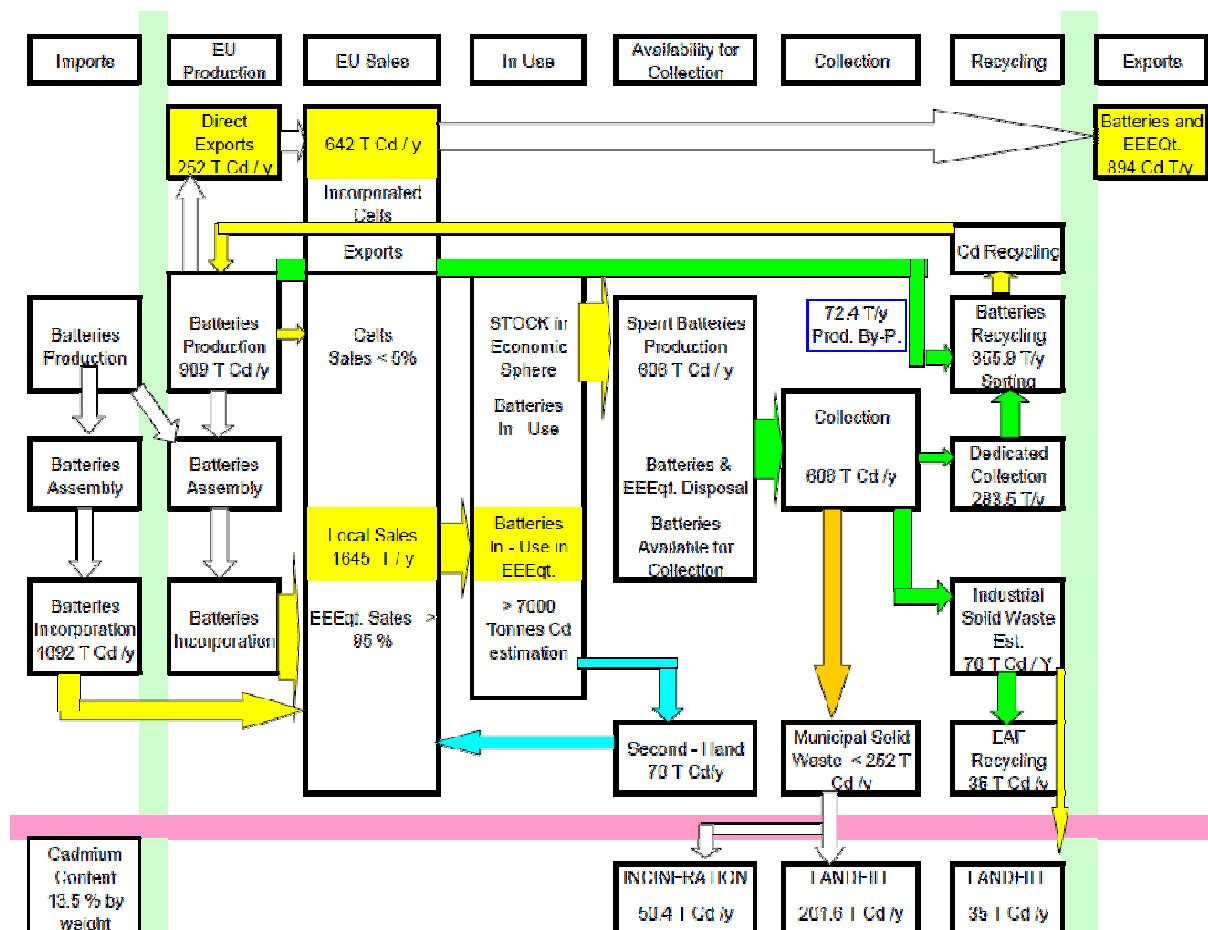 Imports
EU
Production
EU Sales
In Use
Availability for
Collection
Collection
Recycling
Exports
Direct
Exports
252 T Cd / y
642 T Cd / y
Batteries and
EEEQt.
894 Cd T/y
Incorporated
Cells
Exports
Cd Recycling
Batteries
Production
Batteries
Production
909 T Cd /y
Cells
Sales < 5%
STOCK in
Economic
Sphere
Batteries
In - Use
Spent Batteries
Production
606 T Cd / y
72.4 T/y
Prod. By-P.
Batteries
Recycling
355.9 T/y
Sorting
Batteries
Assembly
Batteries
Assembly
Batteries &
EEEqt. Disposal
Batteries
Available for
Collection
Collection
606 T Cd /y
Dedicated
Collection
283.5 T/y
Local Sales
1645 T / y
Batteries
In - Use in
EEEqt.
Batteries
Incorporation
1092 T Cd /y
Batteries
Incorporation
EEEqt. Sales >
95 %
> 7000
Tonnes Cd
estimation
Industrial
Solid Waste
Est.
70 T Cd / Y
Second - Hand
70 T Cd/y
Municipal Solid
Waste < 252 T
Cd /y
EAF
Recycling
35 T Cd /y
Cadmium
Content
13.5 % by
weight
INCINERATION
50.4 T Cd /y
LANDFILL
201.6 T Cd /y
LANDFILL
35 T Cd /y